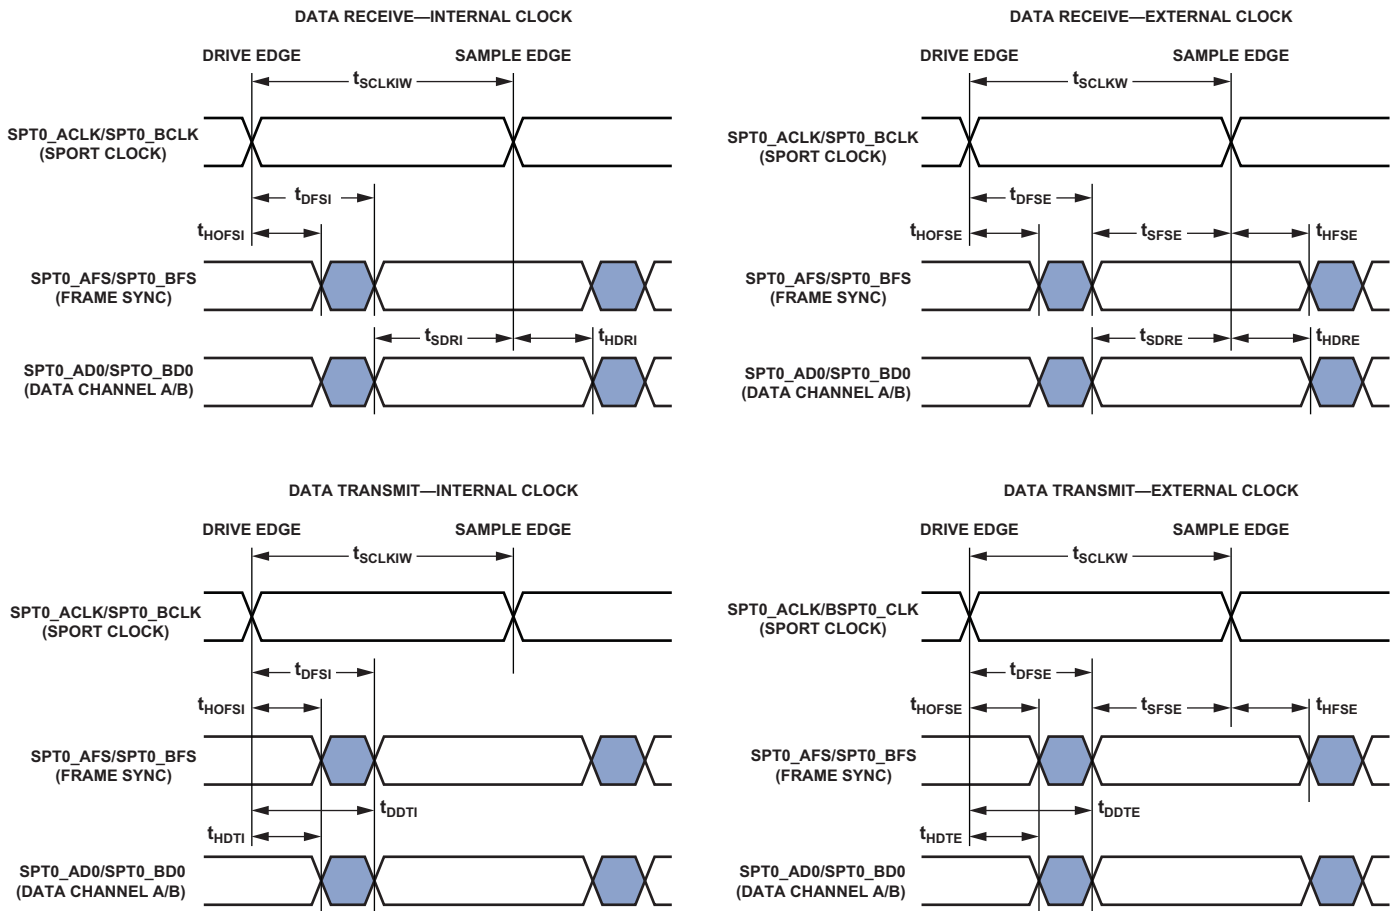 DATA RECEIVE—INTERNAL CLOCK
DRIVE EDGE
SAMPLE EDGE
tSCLKIW
SPT0_ACLK/SPT0_BCLK
(SPORT CLOCK)
tDFSI
tHOFSI
SPT0_AFS/SPT0_BFS
(FRAME SYNC)
tSDRI
tHDRI
SPT0_AD0/SPTO_BD0
(DATA CHANNEL A/B)
DATA RECEIVE—EXTERNAL CLOCK
DRIVE EDGE
SAMPLE EDGE
tSCLKW
SPT0_ACLK/SPT0_BCLK
(SPORT CLOCK)
tDFSE
tHOFSE
tSFSE
tHFSE
SPT0_AFS/SPT0_BFS
(FRAME SYNC)
tSDRE
tHDRE
SPT0_AD0/SPT0_BD0
(DATA CHANNEL A/B)
DATA TRANSMIT—INTERNAL CLOCK
DRIVE EDGE
SAMPLE EDGE
tSCLKIW
SPT0_ACLK/SPT0_BCLK
(SPORT CLOCK)
tDFSI
tHOFSI
SPT0_AFS/SPT0_BFS
(FRAME SYNC)
tDDTI
tHDTI
SPT0_AD0/SPT0_BD0
(DATA CHANNEL A/B)
DATA TRANSMIT—EXTERNAL CLOCK
DRIVE EDGE
SAMPLE EDGE
tSCLKW
SPT0_ACLK/BSPT0_CLK
(SPORT CLOCK)
tDFSE
tHOFSE
tSFSE
tHFSE
SPT0_AFS/SPT0_BFS
(FRAME SYNC)
tDDTE
tHDTE
SPT0_AD0/SPT0_BD0
(DATA CHANNEL A/B)